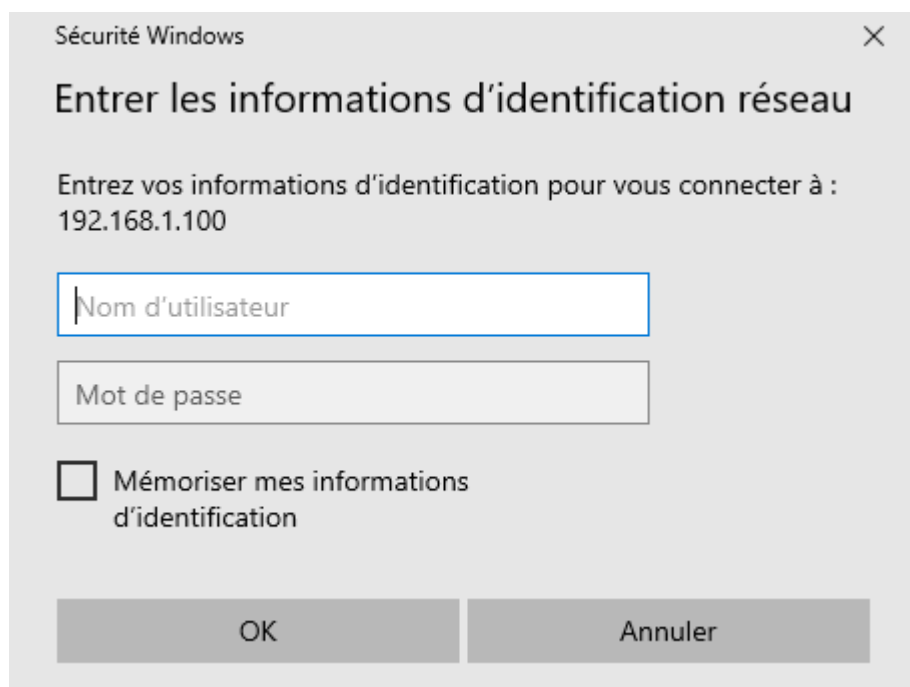 Sécurité Windows
Entrer les informations d’identification réseau
Entrez vos informations d’identification pour vous connecter à :
192.168.1.100
Nom d’utilisateur
Mot de passe
Mémoriser mes informations
d’identification
OK
Annuler